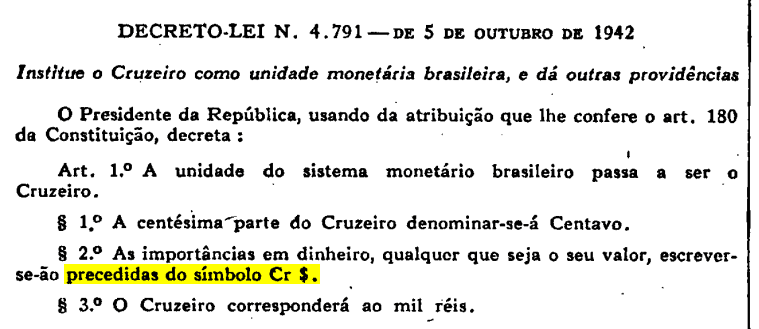 DECRETO-LEI N. 4.791 — DE 5 DE OUTUBRO DE 1942
Institue o Cruzeiro como unidade monetária brasileira, e dá outras providências
O Presidente da República, usando da atribuição que lhe confere o art. 180
da Constituição, decreta :
Art. 1.º A unidade do sistema monetário brasileiro passa a ser o
Cruzeiro.
§ 1.º A centésima parte do Cruzeiro denominar-se-á Centavo.
§ 2.º As importâncias em dinheiro, qualquer que seja o seu valor, escrever-
se-ão precedidas do símbolo Cr $.
§ 3.º O Cruzeiro corresponderá ao mil réis.